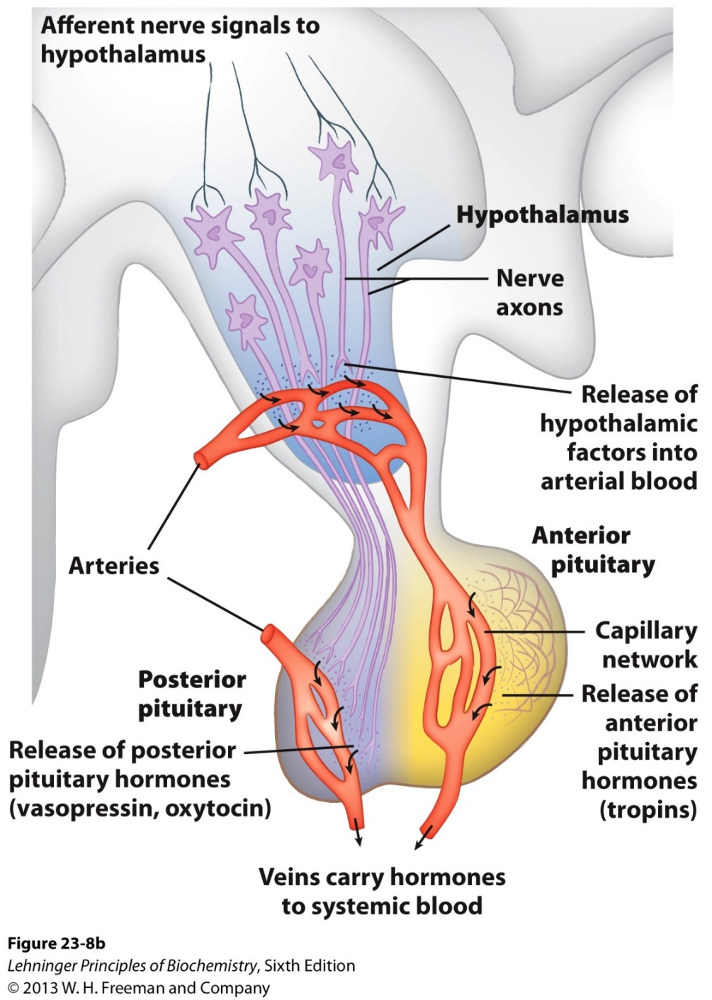 Afferent nerve signals to
hypothalamus
Hypothalamus
Nerve
axons
Release of
hypothalamic
factors into
arterial blood
Arteries
Anterior
pituitary
Capillary
network
Posterior
pituitary
Release of
anterior
pituitary
hormones
(tropins)
Release of posterior
pituitary hormones
(vasopressin, oxytocin)
Veins carry hormones
to systemic blood
Figure 23-8b
Lehninger Principles of Biochemistry, Sixth Edition
© 2013 W. H. Freeman and Company